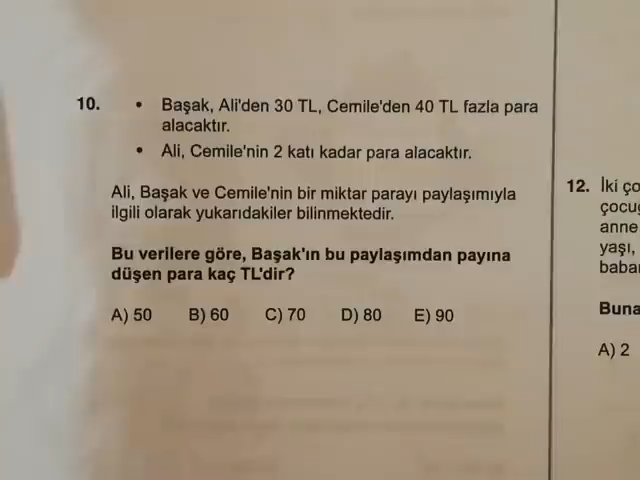 10. • Başak, Ali'den 30 TL, Cemile'den 40 TL fazla para
alacaktır.
• Ali, Cemile'nin 2 katı kadar para alacaktır.
Ali, Başak ve Cemile'nin bir miktar parayı paylaşımıyla
ilgili olarak yukarıdakiler bilinmektedir.
Bu verilere göre, Başak'ın bu paylaşımdan payına
düşen para kaç TL'dir?
A) 50 B) 60 C) 70 D) 80 E) 90
12. İki ço
çocu
anne
yaşı,
baba
Buna
A) 2